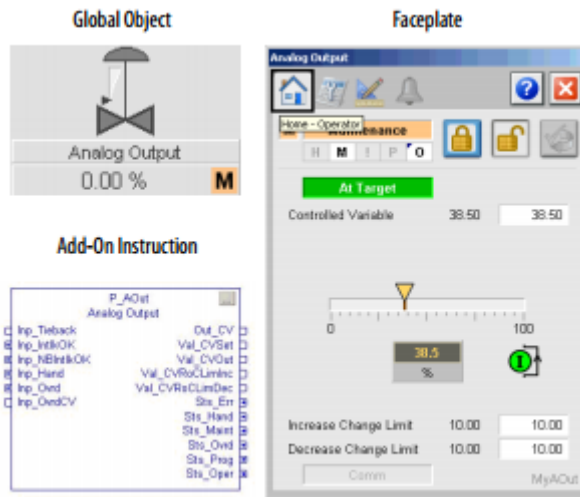 Global Object
Analog Output
0.00 % M
Add-On Instruction
P_AOut
Analog Output
Inp_Tieback Out_CV
Inp_IntlkOK Val_CVSet
Inp_NBIntlkOK Val_CVOut
Inp_Hand Val_CVRoCLimInc
Inp_Ovrd Val_CVRoCLimDec
Inp_OvrdCV Sts_Err
Sts_Hand
Sts_Maint
Sts_Ovrd
Sts_Prog
Sts_Oper
Faceplate
Analog Output
?
Home - Operator
H M ! P O
At Target
Controlled Variable 38.50 38.50
0 100
38.5
%
Increase Change Limit 10.00 10.00
Decrease Change Limit 10.00 10.00
Comm MyAOut